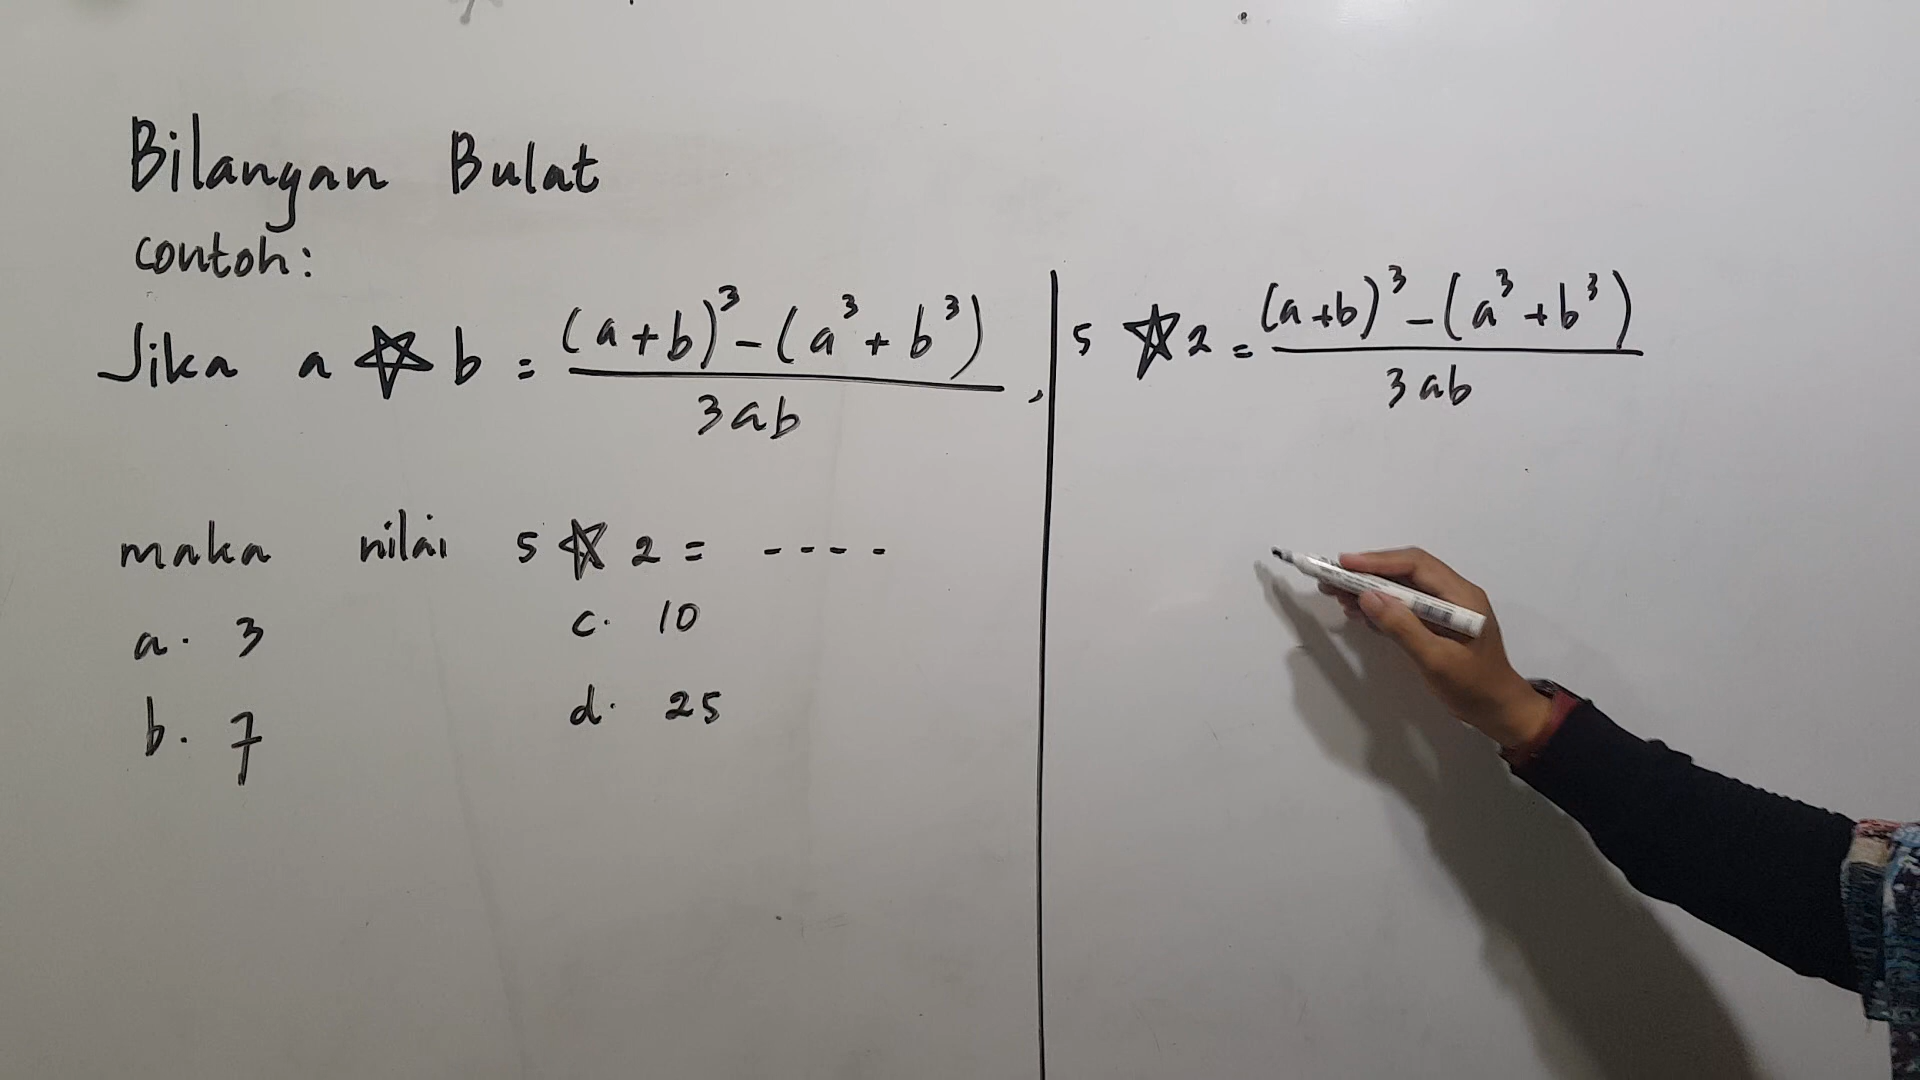 Bilangan Bulat
contoh:
Jika a ☆ b = (a+b)³-(a³+b³) / 3ab ,
maka nilai 5 ☆ 2 = ----
a. 3
b. 7
c. 10
d. 25
5 ☆ 2 = (a+b)³-(a³+b³) / 3ab